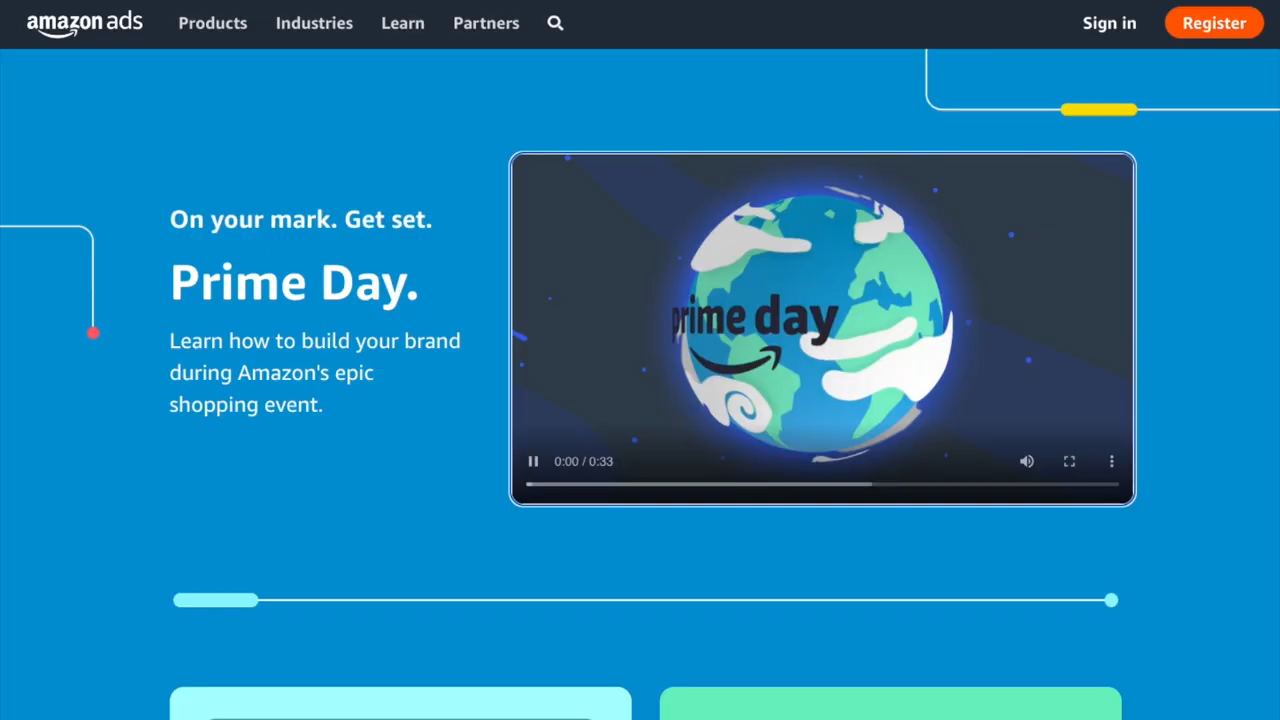 amazon ads Products Industries Learn Partners Sign in Register
On your mark. Get set.
Prime Day.
Learn how to build your brand
during Amazon's epic
shopping event.
prime day
0:00 / 0:33